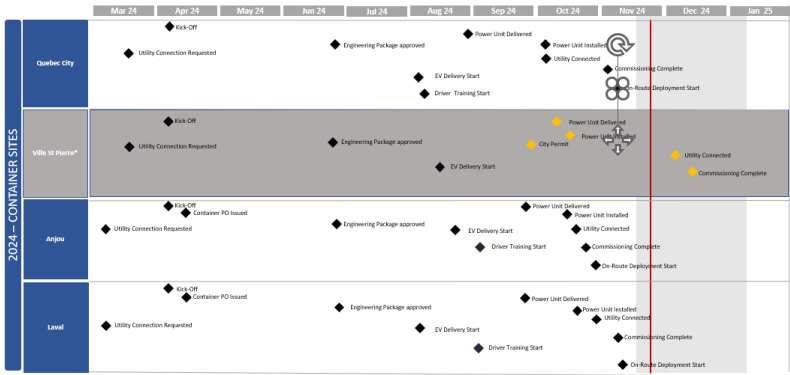 Mar 24 Apr 24 May 24 Jun 24 Jul 24 Aug 24 Sep 24 Oct 24 Nov 24 Dec 24 Jan 25
2024 – CONTAINER SITES
Quebec City
Kick-Off
Utility Connection Requested
Engineering Package approved
Power Unit Delivered
EV Delivery Start
Driver Training Start
Power Unit Installed
Utility Connected
Commissioning Complete
On-Route Deployment Start
Ville St Pierre*
Kick-Off
Utility Connection Requested
Engineering Package approved
EV Delivery Start
Power Unit Delivered
Power Unit Installed
City Permit
Utility Connected
Commissioning Complete
Anjou
Kick-Off
Container PO Issued
Utility Connection Requested
Engineering Package approved
EV Delivery Start
Driver Training Start
Power Unit Delivered
Power Unit Installed
Utility Connected
Commissioning Complete
On-Route Deployment Start
Laval
Kick-Off
Container PO Issued
Utility Connection Requested
Engineering Package approved
EV Delivery Start
Driver Training Start
Power Unit Delivered
Power Unit Installed
Utility Connected
Commissioning Complete
On-Route Deployment Start